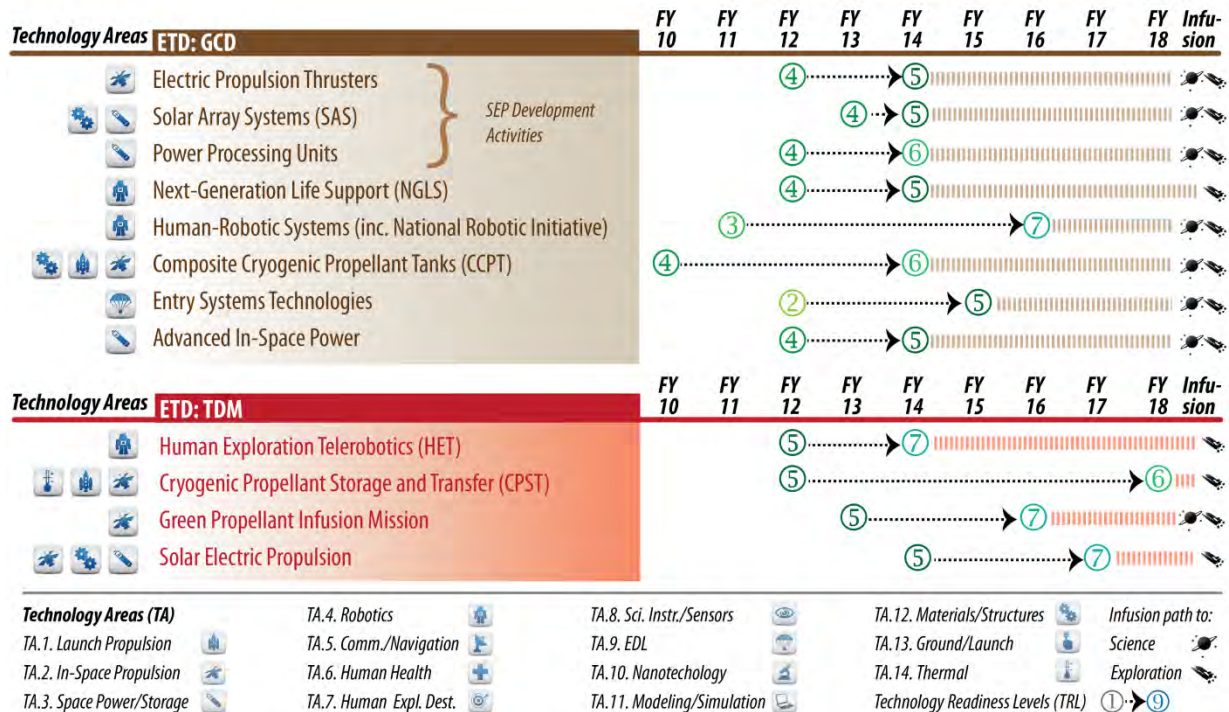 FY FY FY FY FY FY FY FY FY Infu-
Technology Areas ETD: GCD 10 11 12 13 14 15 16 17 18 sion
Electric Propulsion Thrusters 4 5
Solar Array Systems (SAS) SEP Development 4 5
Activities
Power Processing Units 4 6
Next-Generation Life Support (NGLS) 4 5
Human-Robotic Systems (inc. National Robotic Initiative) 3 7
Composite Cryogenic Propellant Tanks (CCPT) 4 6
Entry Systems Technologies 2 5
Advanced In-Space Power 4 5
FY FY FY FY FY FY FY FY FY Infu-
Technology Areas ETD: TDM 10 11 12 13 14 15 16 17 18 sion
Human Exploration Telerobotics (HET) 5 7
Cryogenic Propellant Storage and Transfer (CPST) 5 6
Green Propellant Infusion Mission 5 7
Solar Electric Propulsion 5 7
Technology Areas (TA) TA.4. Robotics TA.8. Sci. Instr./Sensors TA.12. Materials/Structures Infusion path to:
TA.1. Launch Propulsion TA.5. Comm./Navigation TA.9. EDL TA.13. Ground/Launch Science
TA.2. In-Space Propulsion TA.6. Human Health TA.10. Nanotechology TA.14. Thermal Exploration
TA.3. Space Power/Storage TA.7. Human Expl. Dest. TA.11. Modeling/Simulation Technology Readiness Levels (TRL) 1 9